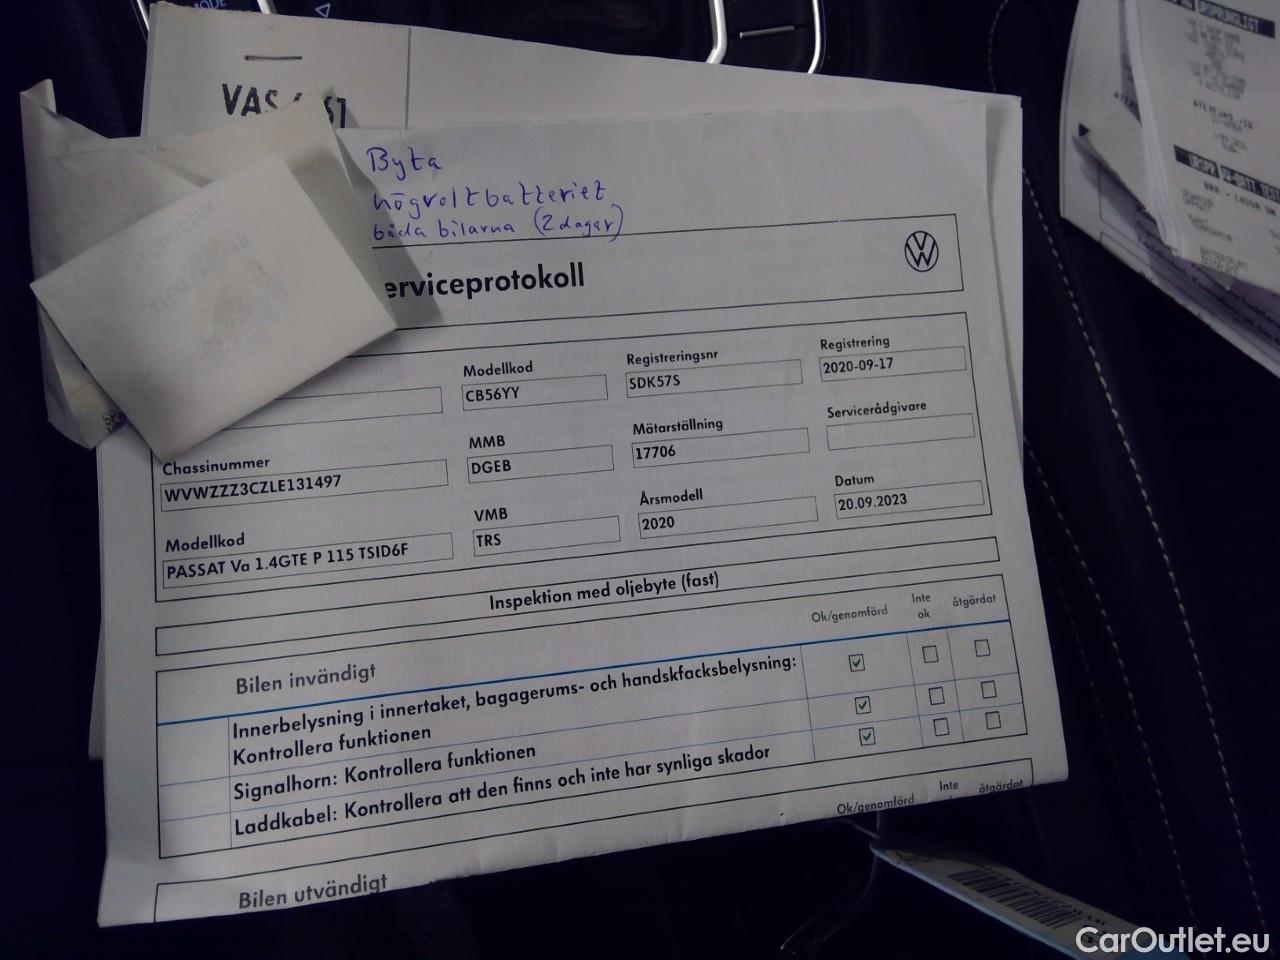 VAS
Byta
högvoltbatteriet
båda bilarna (2 dagar)
erviceprotokoll
Modellkod
CB56YY
Registreringsnr
SDK57S
Registrering
2020-09-17
Chassinummer
WVWZZZ3CZLE131497
MMB
DGEB
Mätarställning
17706
Servicerådgivare
Modellkod
PASSAT Va 1.4GTE P 115 TSID6F
VMB
TRS
Årsmodell
2020
Datum
20.09.2023
Inspektion med oljebyte (fast)
Bilen invändigt
Ok/genomförd
Inte
ok
åtgärdat
Innerbelysning i innertaket, bagagerums- och handskfacksbelysning:
Kontrollera funktionen
Signalhorn: Kontrollera funktionen
Laddkabel: Kontrollera att den finns och inte har synliga skador
Bilen utvändigt
Ok/genomförd
Inte
åtgärdat
CarOutlet.eu